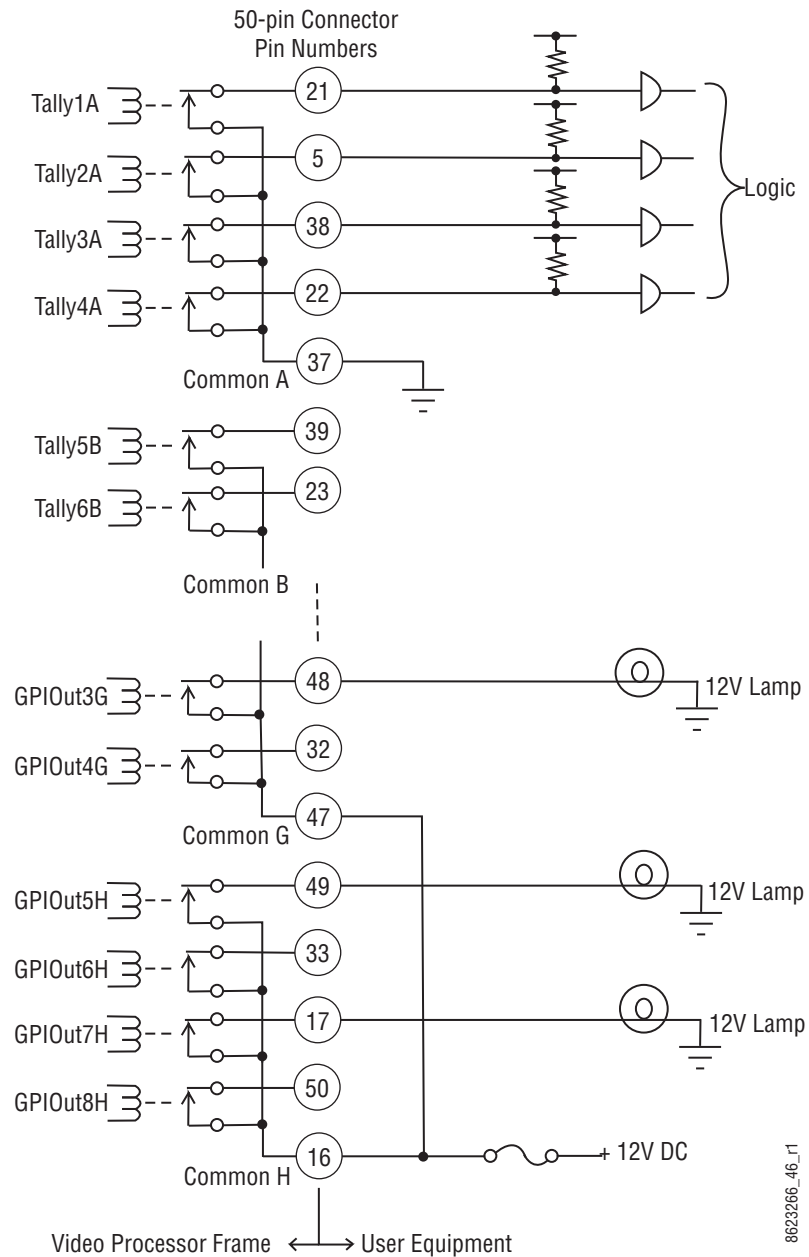 50-pin Connector
Pin Numbers
Tally1A
21
Tally2A
5
Logic
Tally3A
38
Tally4A
22
Common A
37
Tally5B
39
Tally6B
23
Common B
GPIOut3G
48
12V Lamp
GPIOut4G
32
Common G
47
GPIOut5H
49
12V Lamp
GPIOut6H
33
GPIOut7H
17
12V Lamp
GPIOut8H
50
Common H
16
+ 12V DC
Video Processor Frame
User Equipment
8623266_46_r1